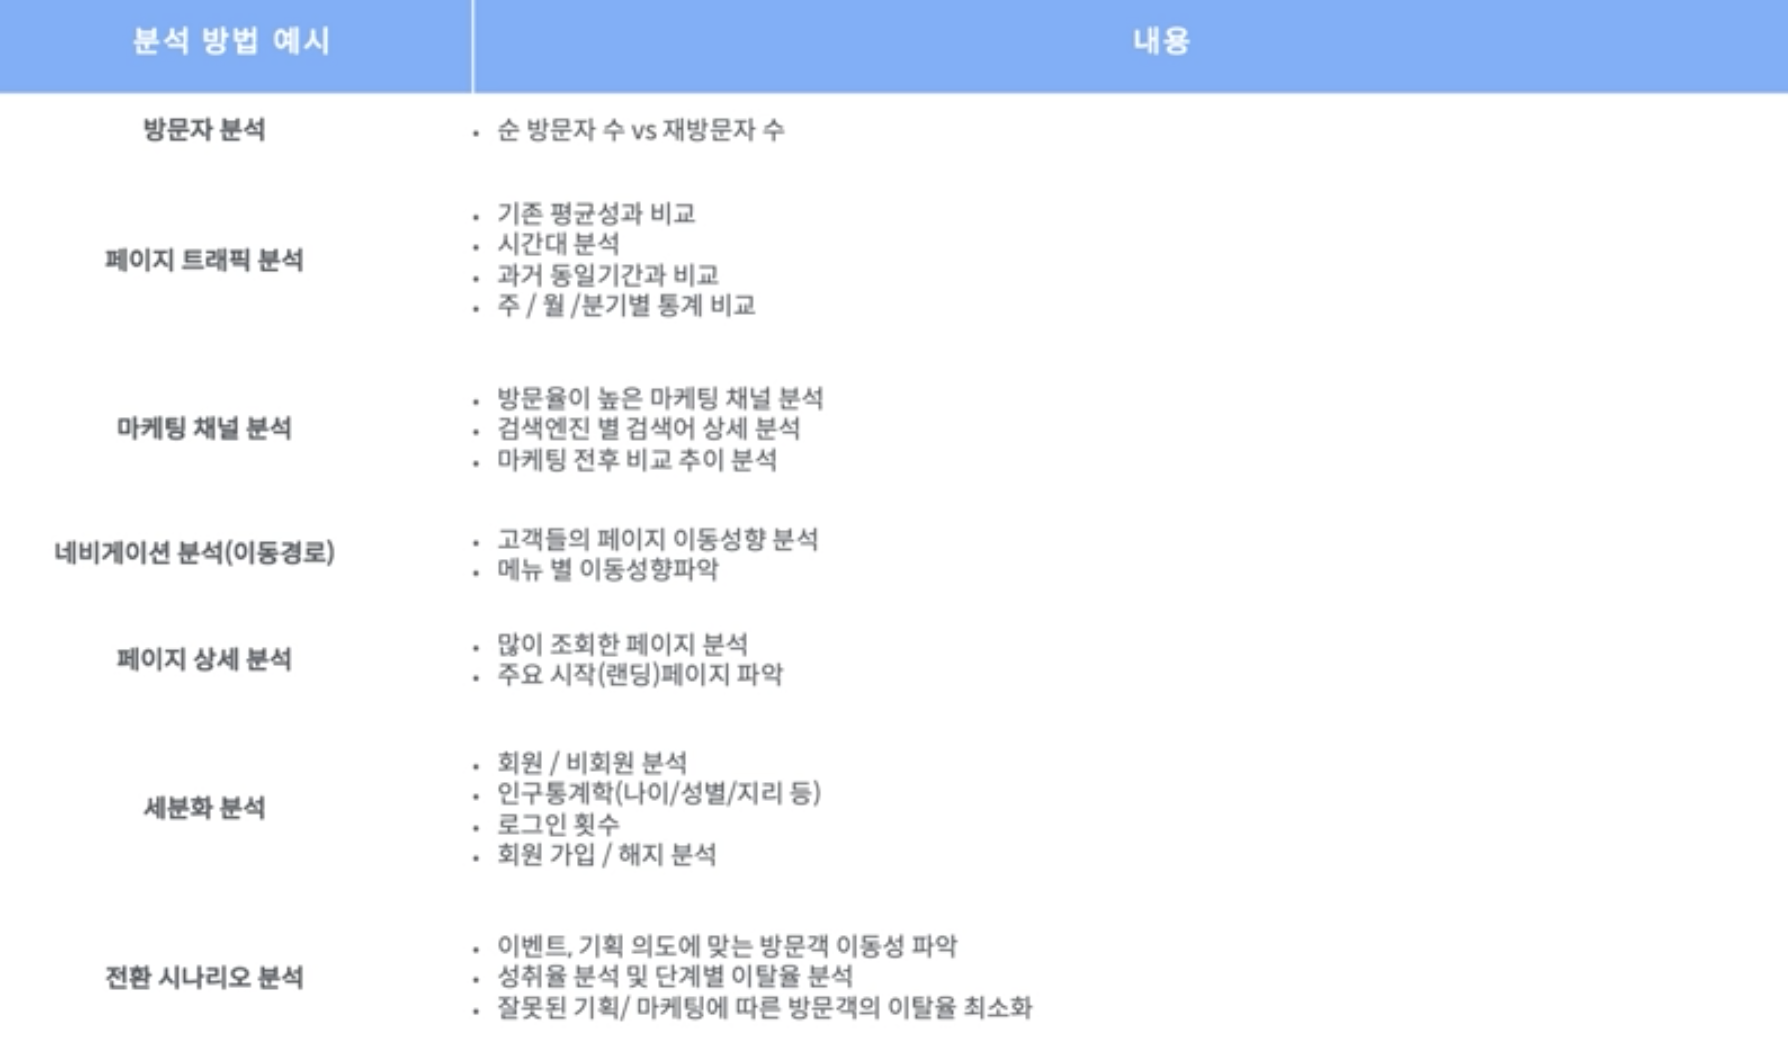 분석 방법 예시
내용
방문자 분석
• 순 방문자 수 vs 재방문자 수
페이지 트래픽 분석
• 기존 평균성과 비교
• 시간대 분석
• 과거 동일기간과 비교
• 주 / 월 /분기별 통계 비교
마케팅 채널 분석
• 방문율이 높은 마케팅 채널 분석
• 검색엔진 별 검색어 상세 분석
• 마케팅 전후 비교 추이 분석
네비게이션 분석(이동경로)
• 고객들의 페이지 이동성향 분석
• 메뉴 별 이동성향파악
페이지 상세 분석
• 많이 조회한 페이지 분석
• 주요 시작(랜딩)페이지 파악
세분화 분석
• 회원 / 비회원 분석
• 인구통계학(나이/성별/지리 등)
• 로그인 횟수
• 회원 가입 / 해지 분석
전환 시나리오 분석
• 이벤트, 기획 의도에 맞는 방문객 이동성 파악
• 성취율 분석 및 단계별 이탈율 분석
• 잘못된 기획/ 마케팅에 따른 방문객의 이탈율 최소화